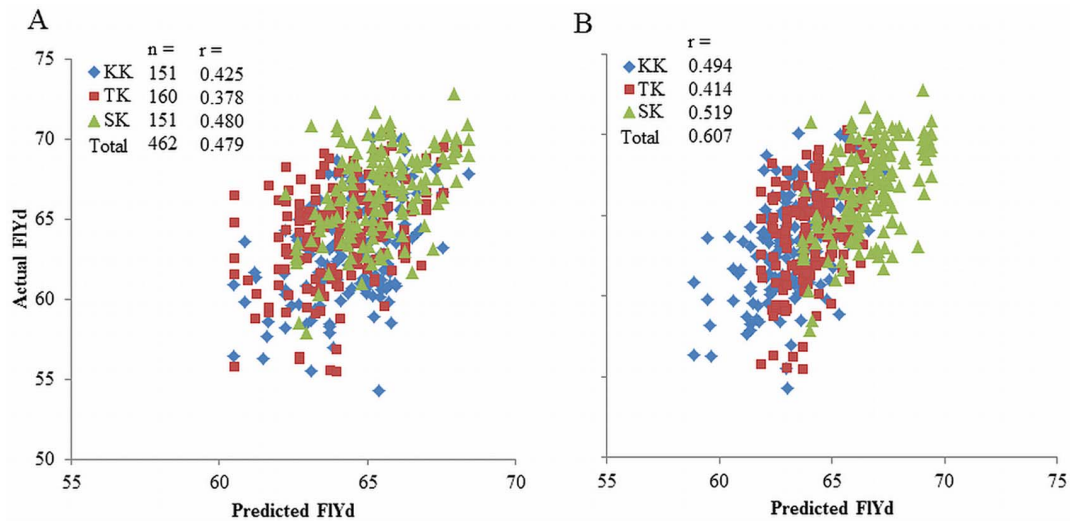 A
n = r =
KK 151 0.425
TK 160 0.378
SK 151 0.480
Total 462 0.479
75
70
65
60
55
50
Actual FlYd
55 60 65 70
Predicted FlYd
B
r =
KK 0.494
TK 0.414
SK 0.519
Total 0.607
55 60 65 70 75
Predicted FlYd